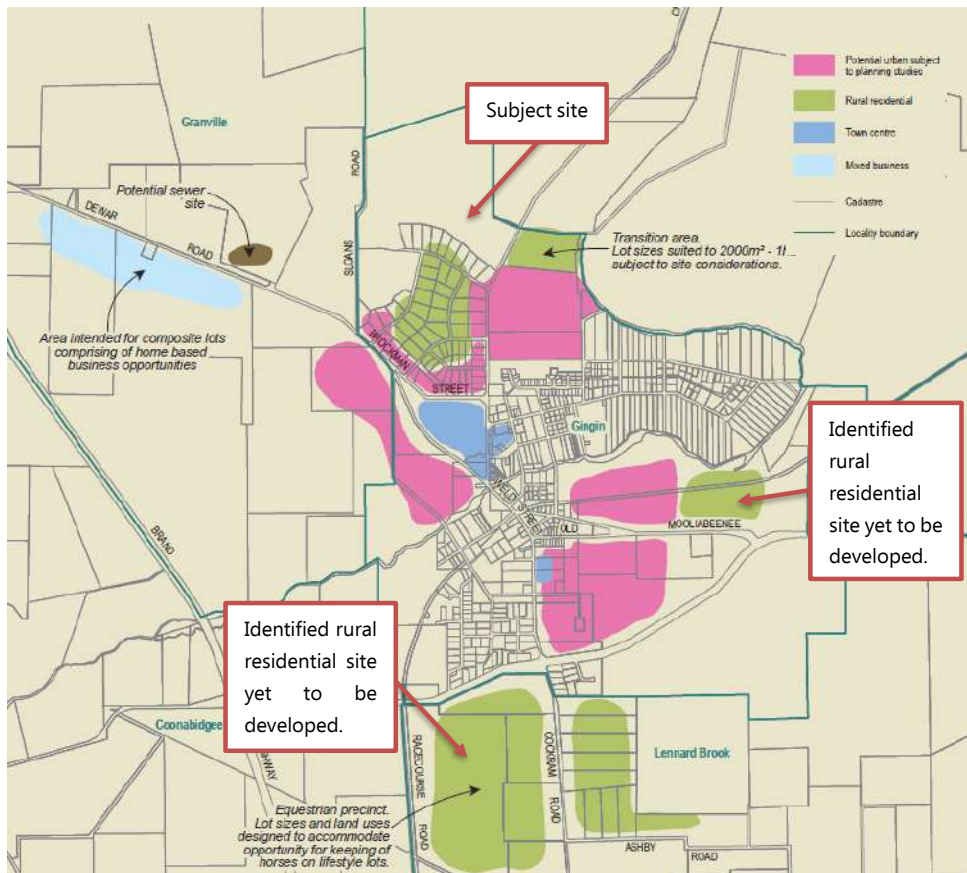 Potential urban subject
to planning studies
Rural residential
Town centre
Mixed business
Cadastre
Locality boundary
Subject site
Granville
ROAD
SLOANS
Potential sewer
site
DEWAR
ROAD
Transition area.
Lot sizes suited to 2000m² - 1h
subject to site considerations.
Area intended for composite lots
comprising of home based
business opportunities
BROCKMAN
STREET
Gingin
Identified
rural
residential
site yet to be
developed.
WELD STREET
OLD
MOOLIABEENEE
BRAND
Identified rural
residential site
yet to be
developed.
Coonabidgee
HWAY
RACECOURSE
ROAD
COCKRAM
ROAD
Lennard Brook
Equestrian precinct.
Lot sizes and land uses
designed to accommodate
opportunity for keeping of
horses on lifestyle lots.
ASHBY
ROAD